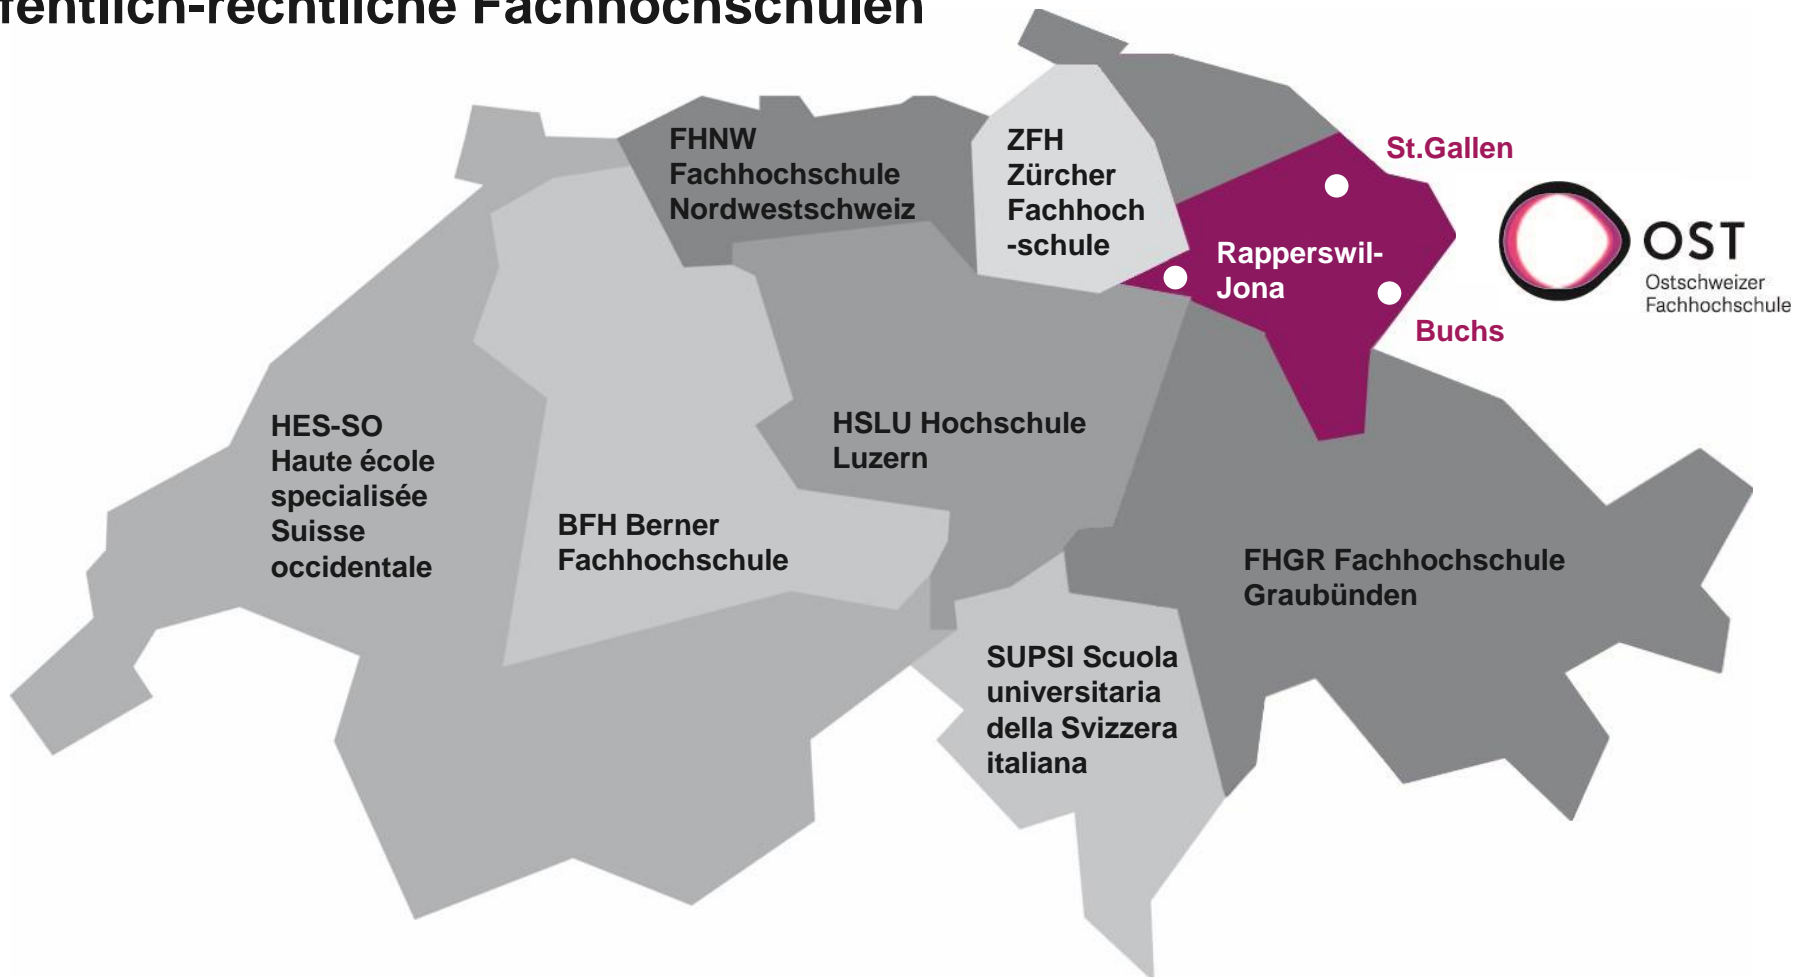 fentlich-rechtliche Fachhochschulen
FHNW
Fachhochschule
Nordwestschweiz
ZFH
Zürcher
Fachhoch
-schule
St.Gallen
Rapperswil-
Jona
Buchs
OST
Ostschweizer
Fachhochschule
HES-SO
Haute école
specialisée
Suisse
occidentale
HSLU Hochschule
Luzern
BFH Berner
Fachhochschule
FHGR Fachhochschule
Graubünden
SUPSI Scuola
universitaria
della Svizzera
italiana